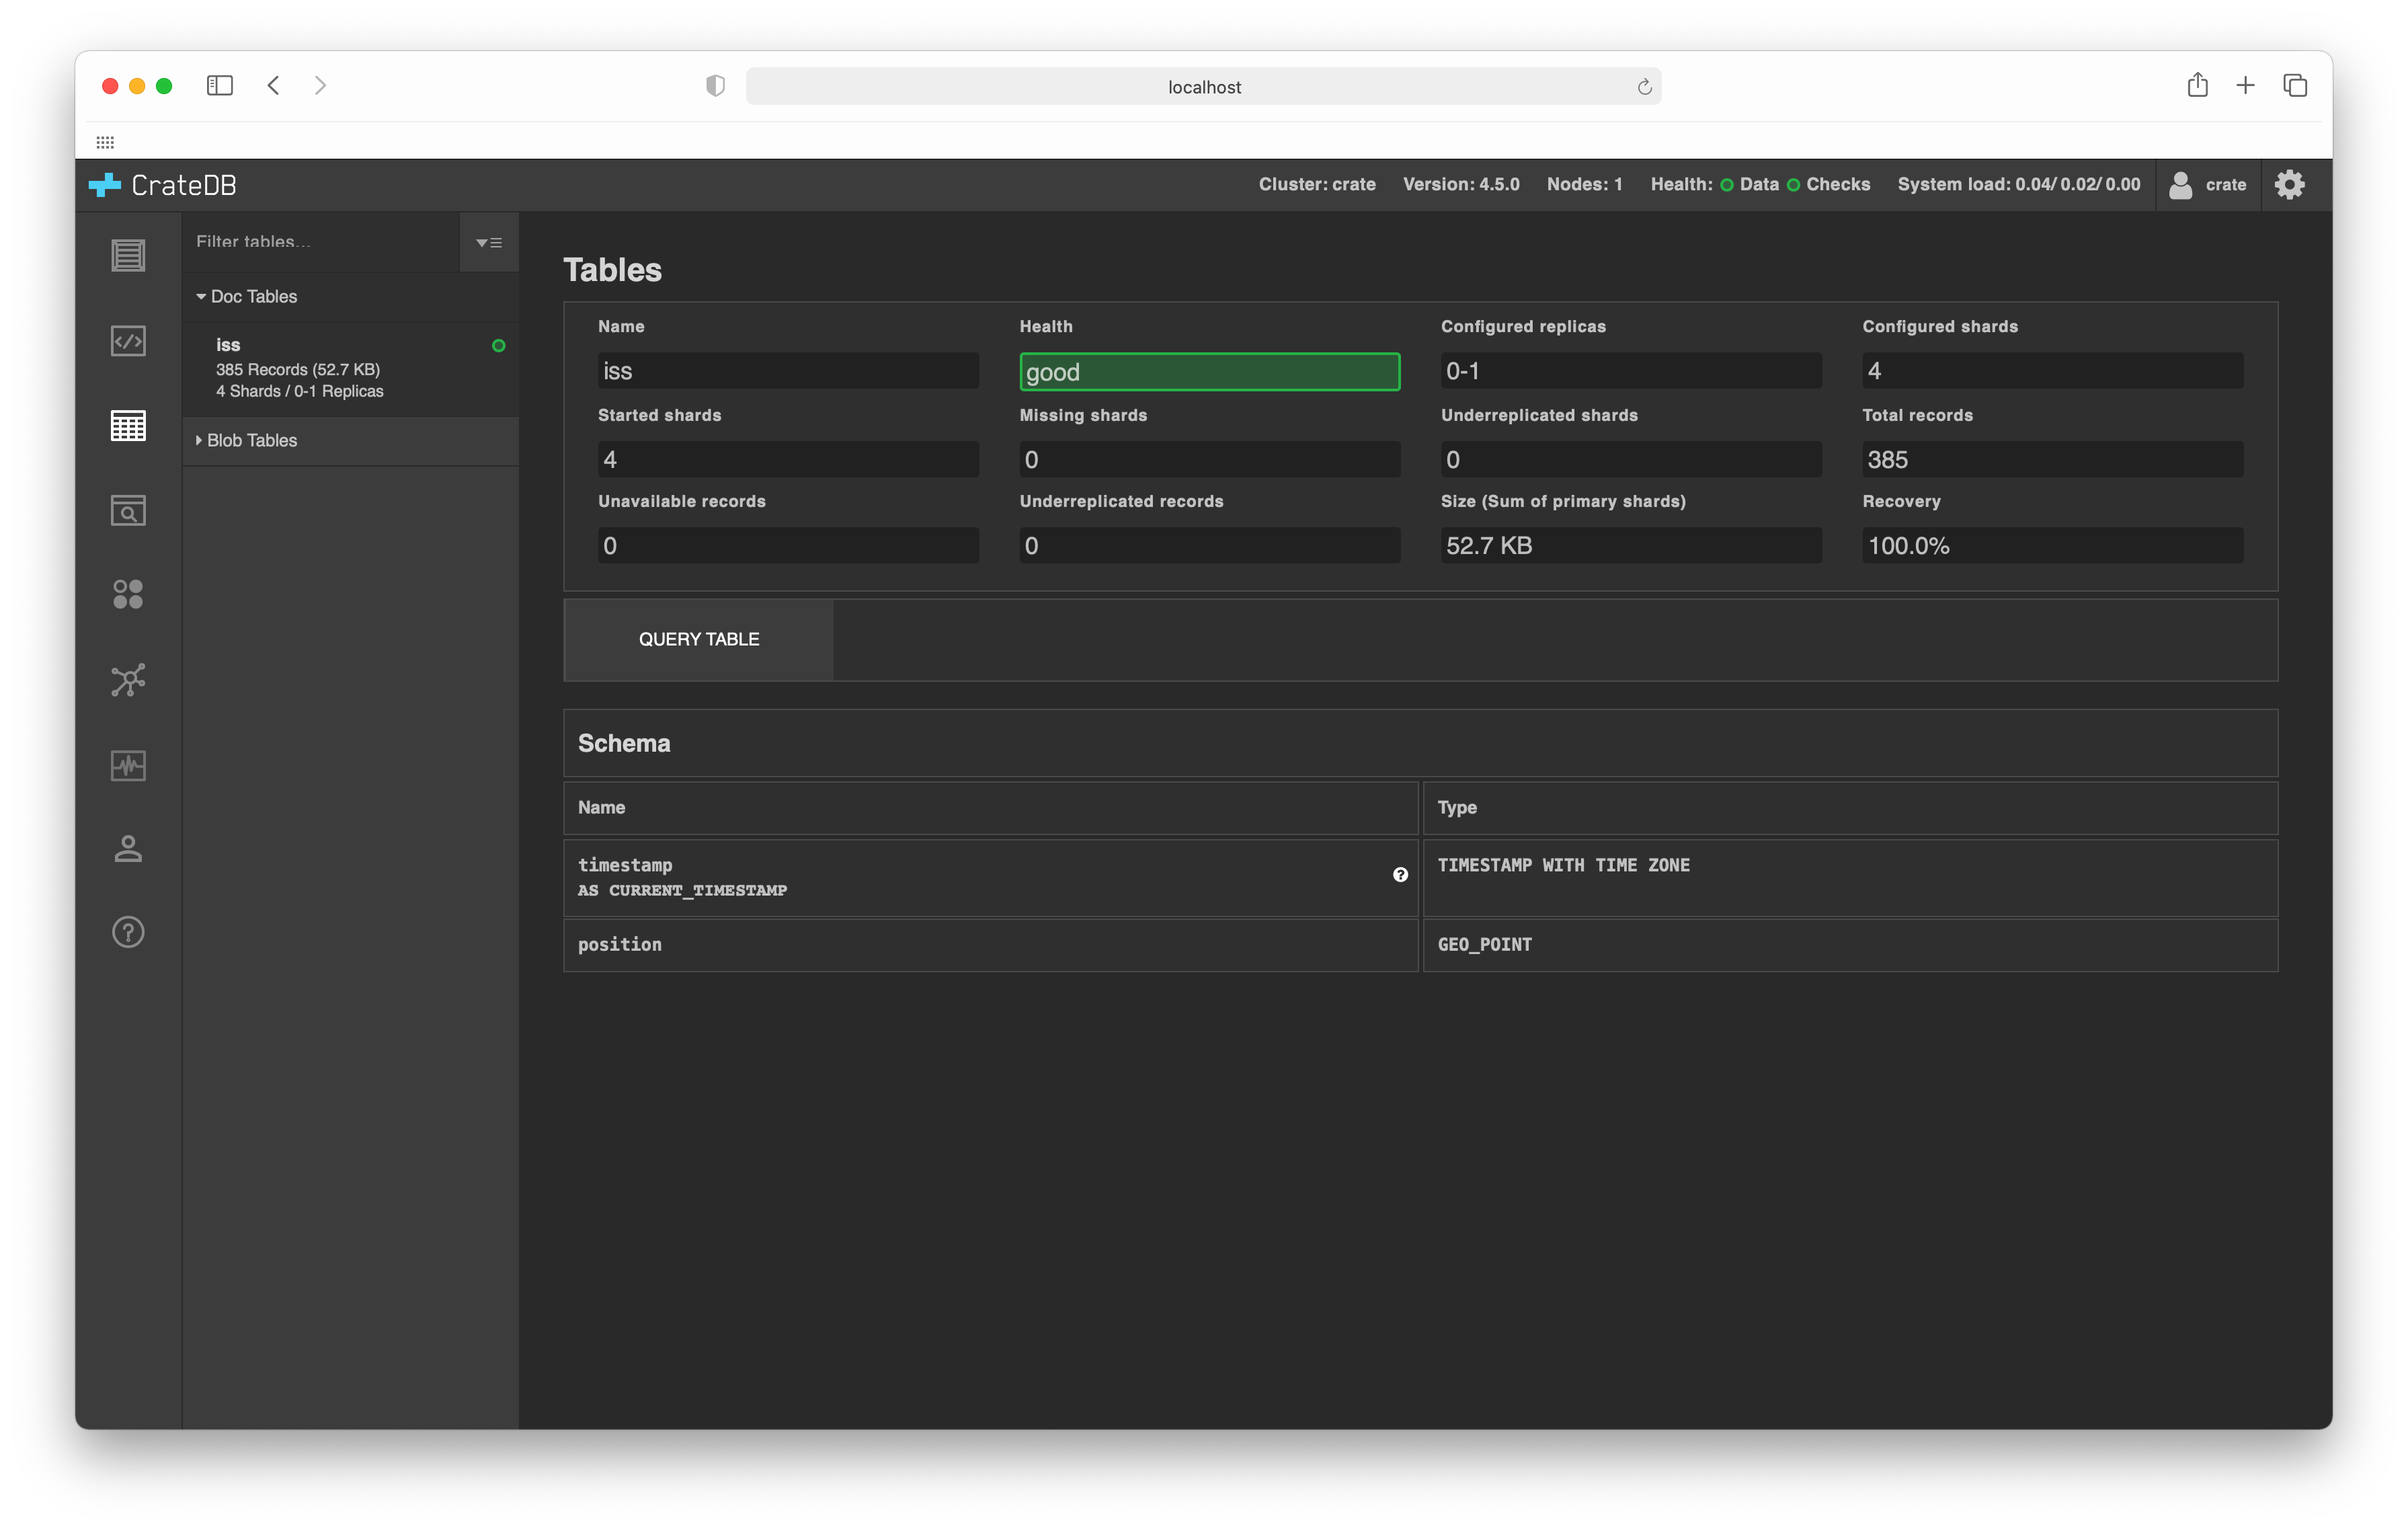 localhost
CrateDB
Cluster: crate Version: 4.5.0 Nodes: 1 Health: Data Checks System load: 0.04/ 0.02/ 0.00 crate
Filter tables...
Doc Tables
iss
385 Records (52.7 KB)
4 Shards / 0-1 Replicas
Blob Tables
Tables
Name Health Configured replicas Configured shards
iss good 0-1 4
Started shards Missing shards Underreplicated shards Total records
4 0 0 385
Unavailable records Underreplicated records Size (Sum of primary shards) Recovery
0 0 52.7 KB 100.0%
QUERY TABLE
Schema
Name Type
timestamp TIMESTAMP WITH TIME ZONE
AS CURRENT_TIMESTAMP
position GEO_POINT